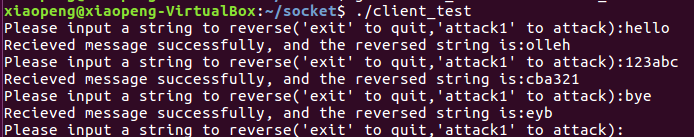 xiaopeng@xiaopeng-VirtualBox:~/socket$ ./client_test
Please input a string to reverse('exit' to quit,'attack1' to attack):hello
Recieved message successfully, and the reversed string is:olleh
Please input a string to reverse('exit' to quit,'attack1' to attack):123abc
Recieved message successfully, and the reversed string is:cba321
Please input a string to reverse('exit' to quit,'attack1' to attack):bye
Recieved message successfully, and the reversed string is:eyb
Please input a string to reverse('exit' to quit,'attack1' to attack):